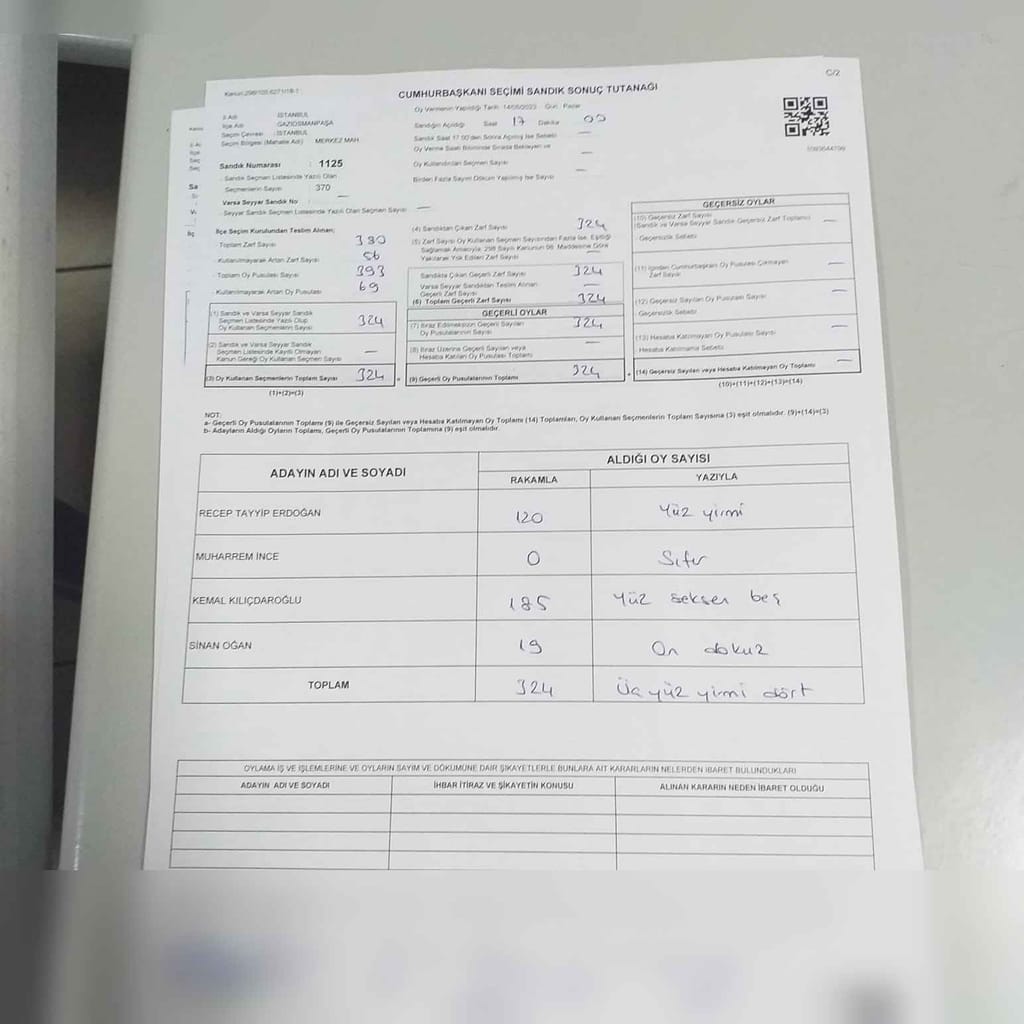 C/2
CUMHURBAŞKANI SEÇİMİ SANDIK SONUÇ TUTANAĞI
Oy Vermenin Yapıldığı Tarih: 14/05/2023 Gün: Pazar
İl Adı : İSTANBUL
İlçe Adı : GAZİOSMANPAŞA
Seçim Çevresi : İSTANBUL
Seçim Bölgesi (Mahalle Adı) : MERKEZ MAH.
Sandık Numarası : 1125
Sandık Seçmen Listesinde Yazılı Olan
Seçmenlerin Sayısı : 370
Varsa Seyyar Sandık No : —
Seyyar Sandık Seçmen Listesinde Yazılı Olan Seçmen Sayısı —
Sandığın Açıldığı Saat 17 Dakika 00
Sandık Saat 17.00'den Sonra Açılmış İse Sebebi —
Oy Verme Saati Bitiminde Sırada Bekleyen ve
Oy Kullandırılan Seçmen Sayısı —
Birden Fazla Sayım Döküm Yapılmış İse Sayısı —
İlçe Seçim Kurulundan Teslim Alınan;
Toplam Zarf Sayısı 380
Kullanılmayarak Artan Zarf Sayısı 56
Toplam Oy Pusulası Sayısı 393
Kullanılmayarak Artan Oy Pusulası 69
(1) Sandık ve Varsa Seyyar Sandık
Seçmen Listesinde Yazılı Olup
Oy Kullanan Seçmenlerin Sayısı 324
(2) Sandık ve Varsa Seyyar Sandık
Seçmen Listesinde Kayıtlı Olmayan
Kanun Gereği Oy Kullanan Seçmen Sayısı —
(3) Oy Kullanan Seçmenlerin Toplam Sayısı 324
(1)+(2)=(3)
(4) Sandıktan Çıkan Zarf Sayısı 324
(5) Zarf Sayısı Oy Kullanan Seçmen Sayısından Fazla İse, Eşitliği
Sağlamak Amacıyla, 298 Sayılı Kanunun 98. Maddesine Göre
Yakılarak Yok Edilen Zarf Sayısı —
Sandıkta Çıkan Geçerli Zarf Sayısı 324
Varsa Seyyar Sandıktan Teslim Alınan
Geçerli Zarf Sayısı —
(6) Toplam Geçerli Zarf Sayısı 324
GEÇERLİ OYLAR
(7) İtiraz Edilmeksizin Geçerli Sayılan
Oy Pusulalarının Sayısı 324
(8) İtiraz Üzerine Geçerli Sayılan veya
Hesaba Katılan Oy Pusulası Toplamı —
(9) Geçerli Oy Pusulalarının Toplamı 324
GEÇERSİZ OYLAR
(10) Geçersiz Zarf Sayısı —
(Sandık ve Varsa Seyyar Sandık Geçersiz Zarf Toplamı)
Geçersizlik Sebebi
(11) İçinden Cumhurbaşkanı Oy Pusulası Çıkmayan
Zarf Sayısı —
(12) Geçersiz Sayılan Oy Pusulası Sayısı —
Geçersizlik Sebebi
(13) Hesaba Katılmayan Oy Pusulası Sayısı —
Hesaba Katılmama Sebebi
(14) Geçersiz Sayılan veya Hesaba Katılmayan Oy Toplamı —
(10)+(11)+(12)+(13)=(14)
NOT:
a- Geçerli Oy Pusulalarının Toplamı (9) ile Geçersiz Sayılan veya Hesaba Katılmayan Oy Toplamı (14) Toplamları, Oy Kullanan Seçmenlerin Toplam Sayısına (3) eşit olmalıdır. (9)+(14)=(3)
b- Adayların Aldığı Oyların Toplamı, Geçerli Oy Pusulalarının Toplamına (9) eşit olmalıdır.
ADAYIN ADI VE SOYADI ALDIĞI OY SAYISI
RAKAMLA YAZIYLA
RECEP TAYYİP ERDOĞAN 120 Yüz yirmi
MUHARREM İNCE 0 Sıfır
KEMAL KILIÇDAROĞLU 185 Yüz seksen beş
SİNAN OĞAN 19 On dokuz
TOPLAM 324 Üç yüz yirmi dört
OYLAMA İŞ VE İŞLEMLERİNE VE OYLARIN SAYIM VE DÖKÜMÜNE DAİR ŞİKAYETLERLE BUNLARA AİT KARARLARIN NELERDEN İBARET BULUNDUKLARI
ADAYIN ADI VE SOYADI İHBAR İTİRAZ VE ŞİKAYETİN KONUSU ALINAN KARARIN NEDEN İBARET OLDUĞU